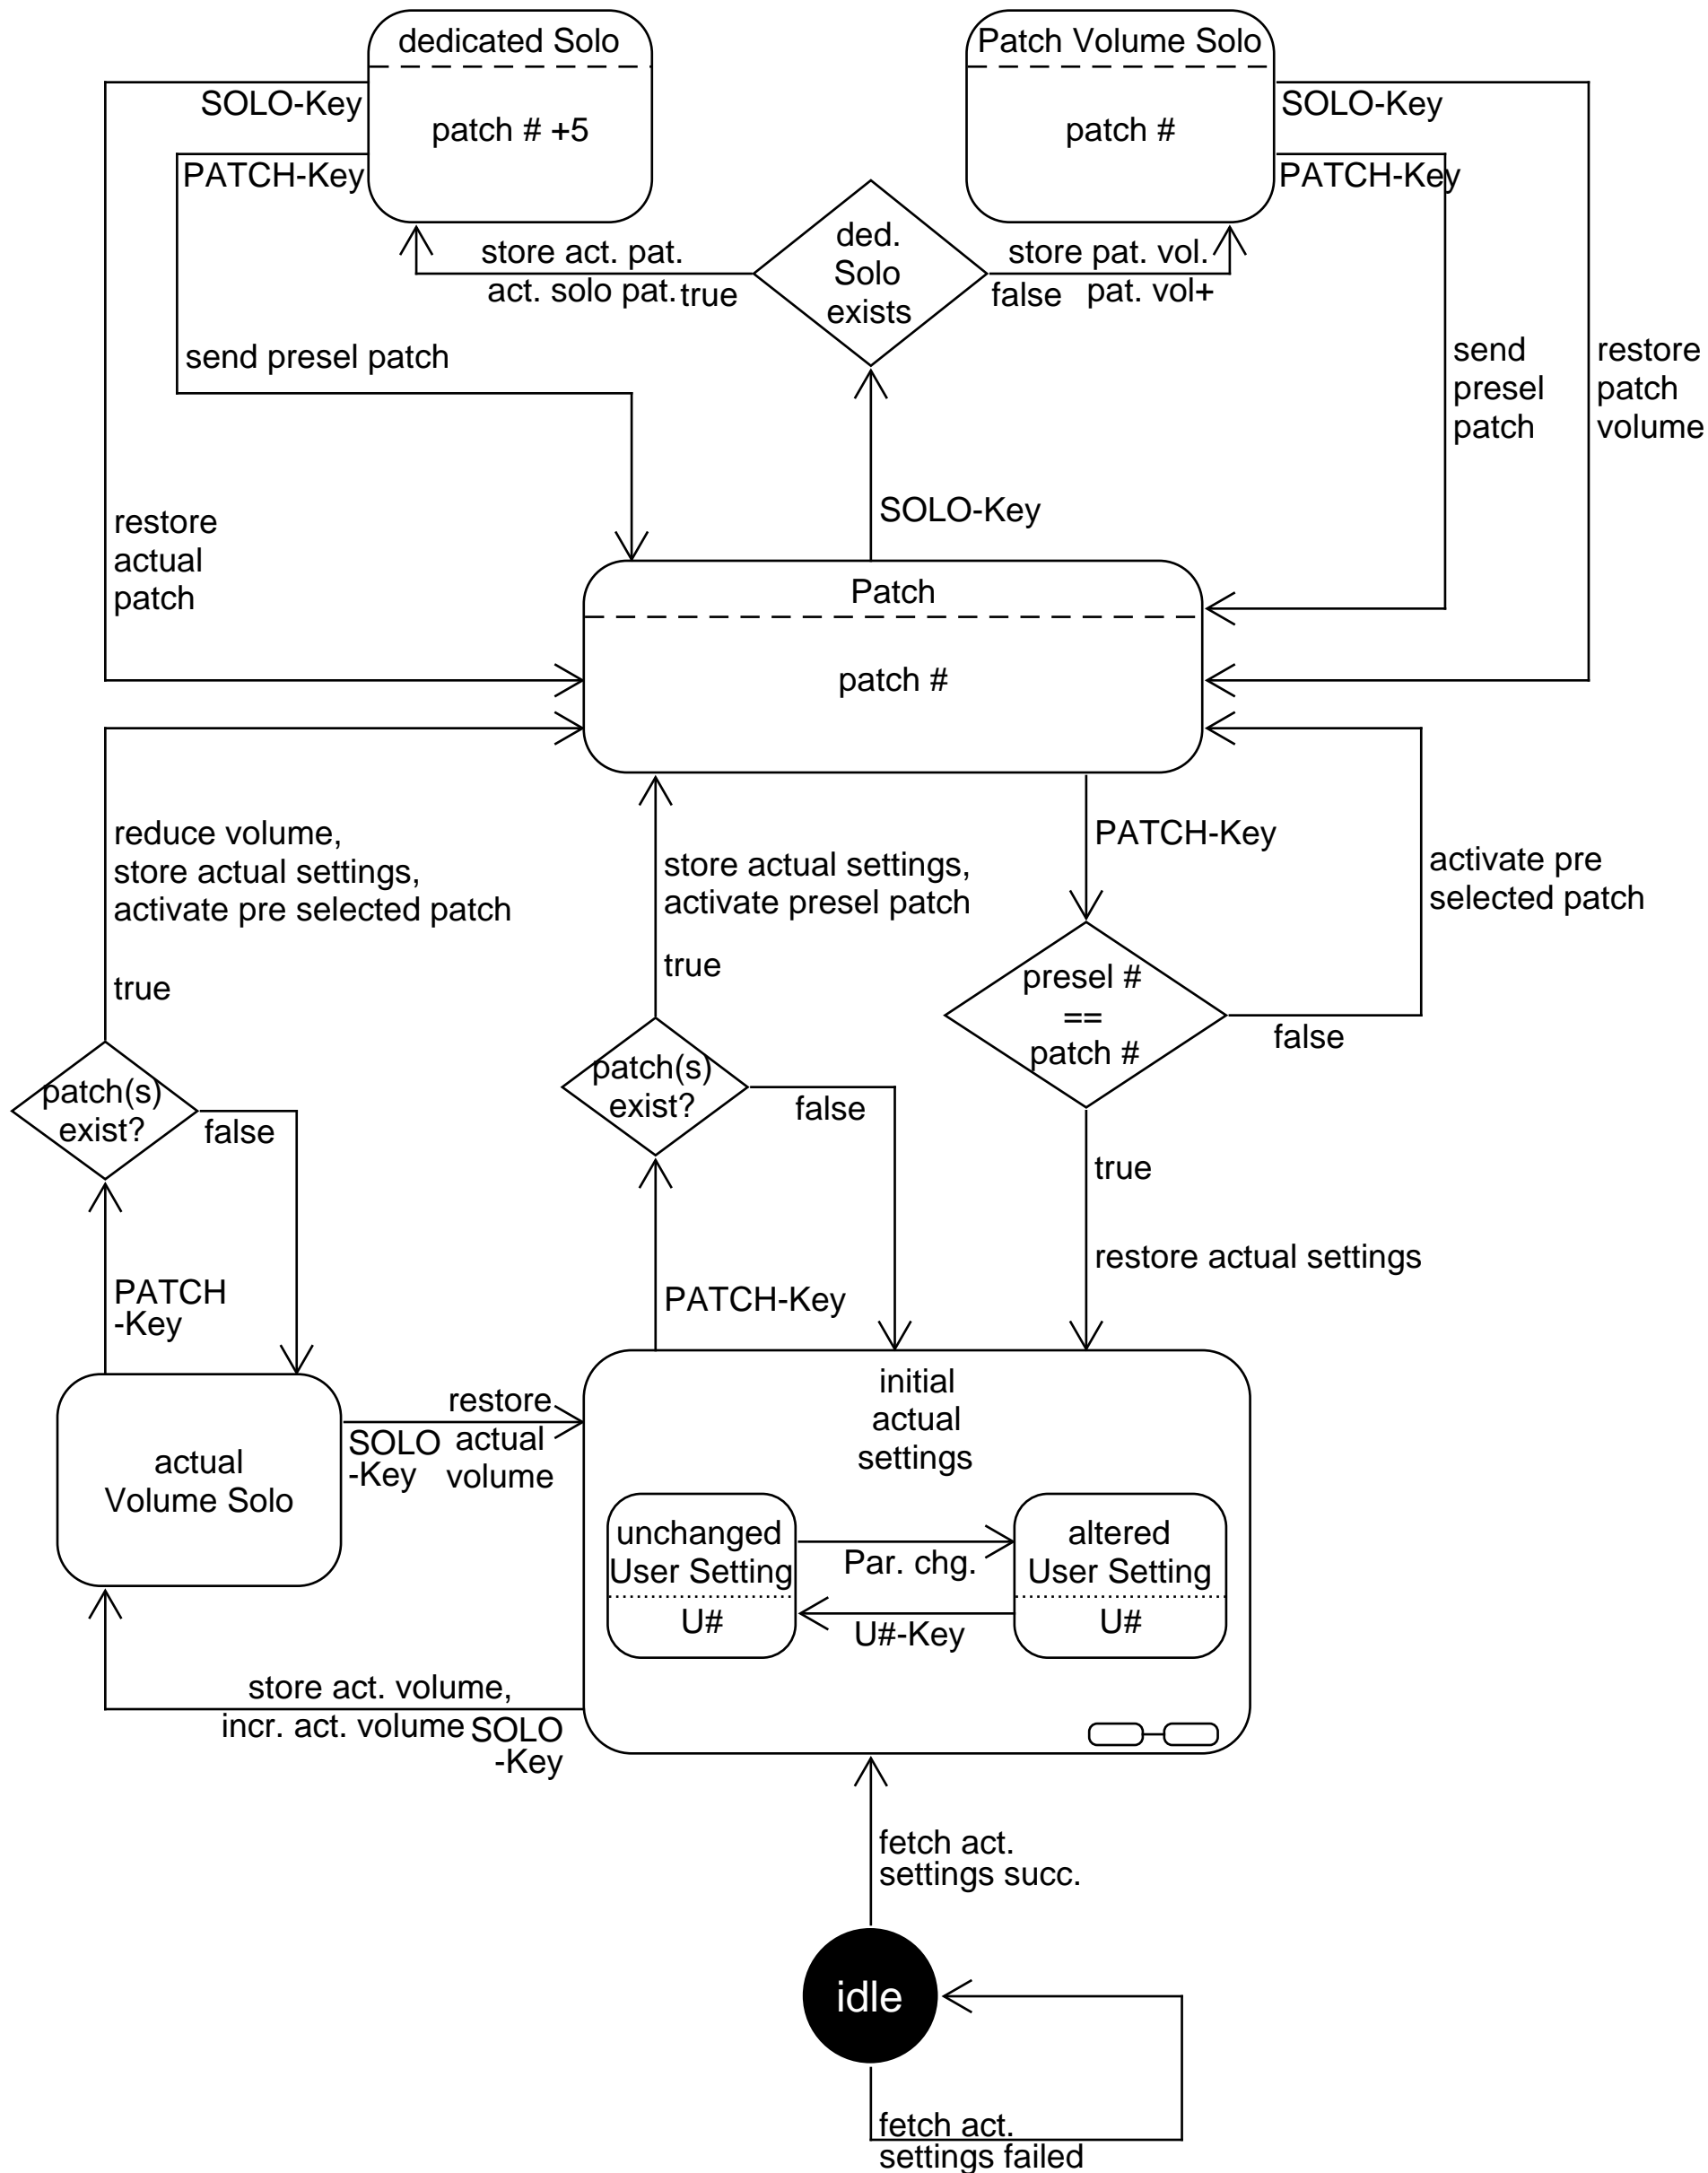 dedicated Solo
Patch Volume Solo
SOLO-Key
patch # +5
PATCH-Key
patch #
SOLO-Key
PATCH-Key
ded.
Solo
exists
store act. pat.
act. solo pat.
true
store pat. vol.
false
pat. vol+
send presel patch
send
presel
patch
restore
patch
volume
restore
actual
patch
SOLO-Key
Patch
patch #
reduce volume,
store actual settings,
activate pre selected patch
true
store actual settings,
activate presel patch
true
PATCH-Key
activate pre
selected patch
presel #
==
patch #
false
patch(s)
exist?
false
patch(s)
exist?
false
true
PATCH
-Key
PATCH-Key
restore actual settings
actual
Volume Solo
restore
actual
volume
SOLO
-Key
initial
actual
settings
unchanged
User Setting
U#
Par. chg.
U#-Key
altered
User Setting
U#
store act. volume,
incr. act. volume
SOLO
-Key
fetch act.
settings succ.
idle
fetch act.
settings failed